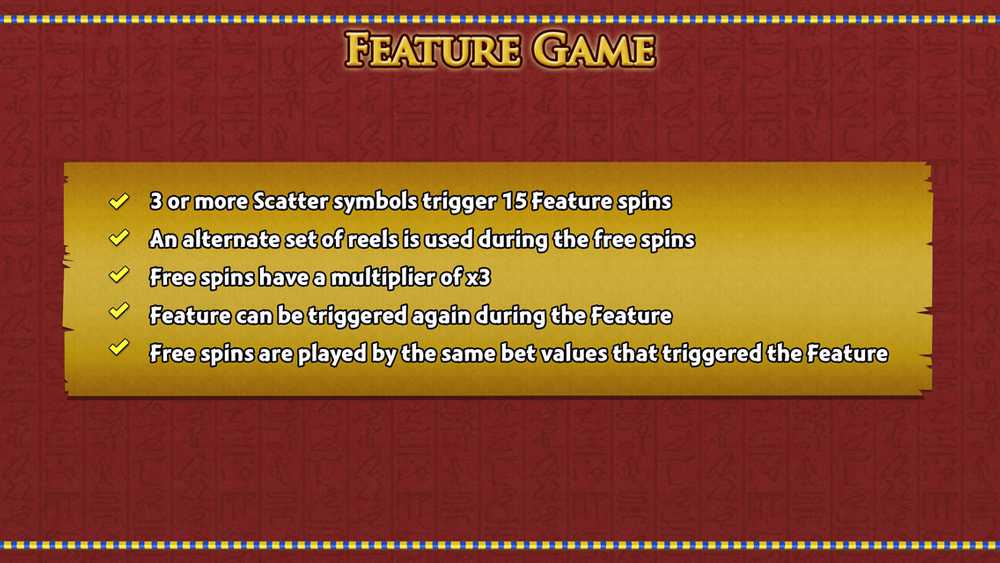 Feature Game
3 or more Scatter symbols trigger 15 Feature spins
An alternate set of reels is used during the free spins
Free spins have a multiplier of x3
Feature can be triggered again during the Feature
Free spins are played by the same bet values that triggered the Feature